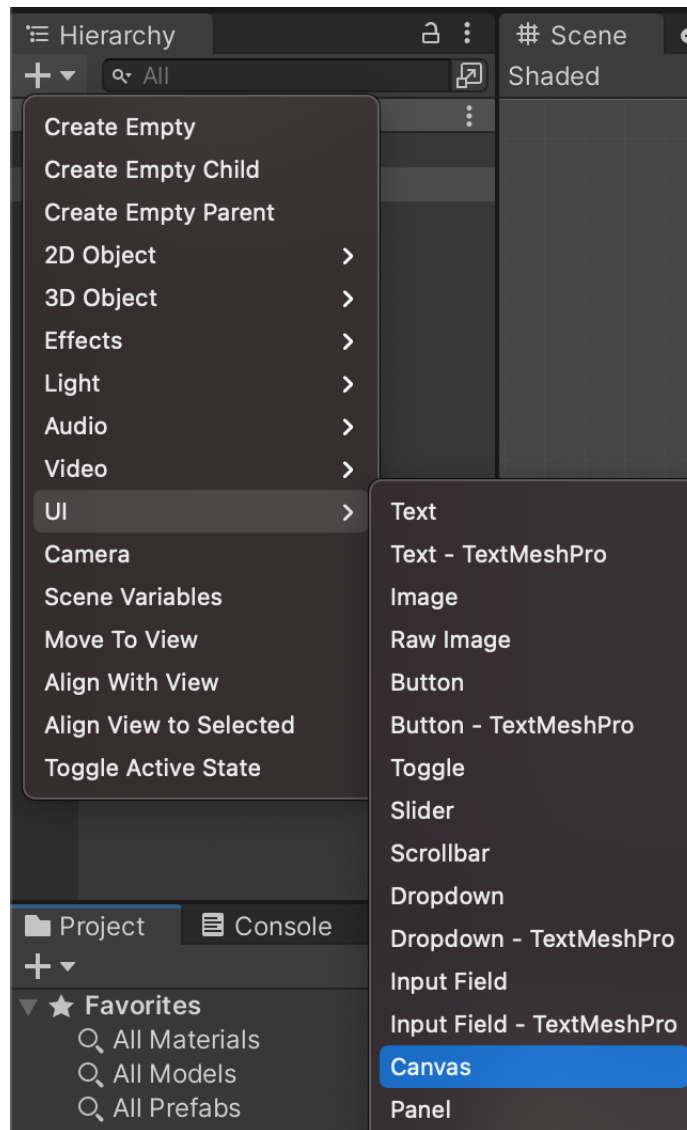 Hierarchy
Scene
All
Shaded
Create Empty
Create Empty Child
Create Empty Parent
2D Object
3D Object
Effects
Light
Audio
Video
UI
Camera
Scene Variables
Move To View
Align With View
Align View to Selected
Toggle Active State
Text
Text - TextMeshPro
Image
Raw Image
Button
Button - TextMeshPro
Toggle
Slider
Scrollbar
Dropdown
Dropdown - TextMeshPro
Input Field
Input Field - TextMeshPro
Canvas
Panel
Project
Console
Favorites
All Materials
All Models
All Prefabs